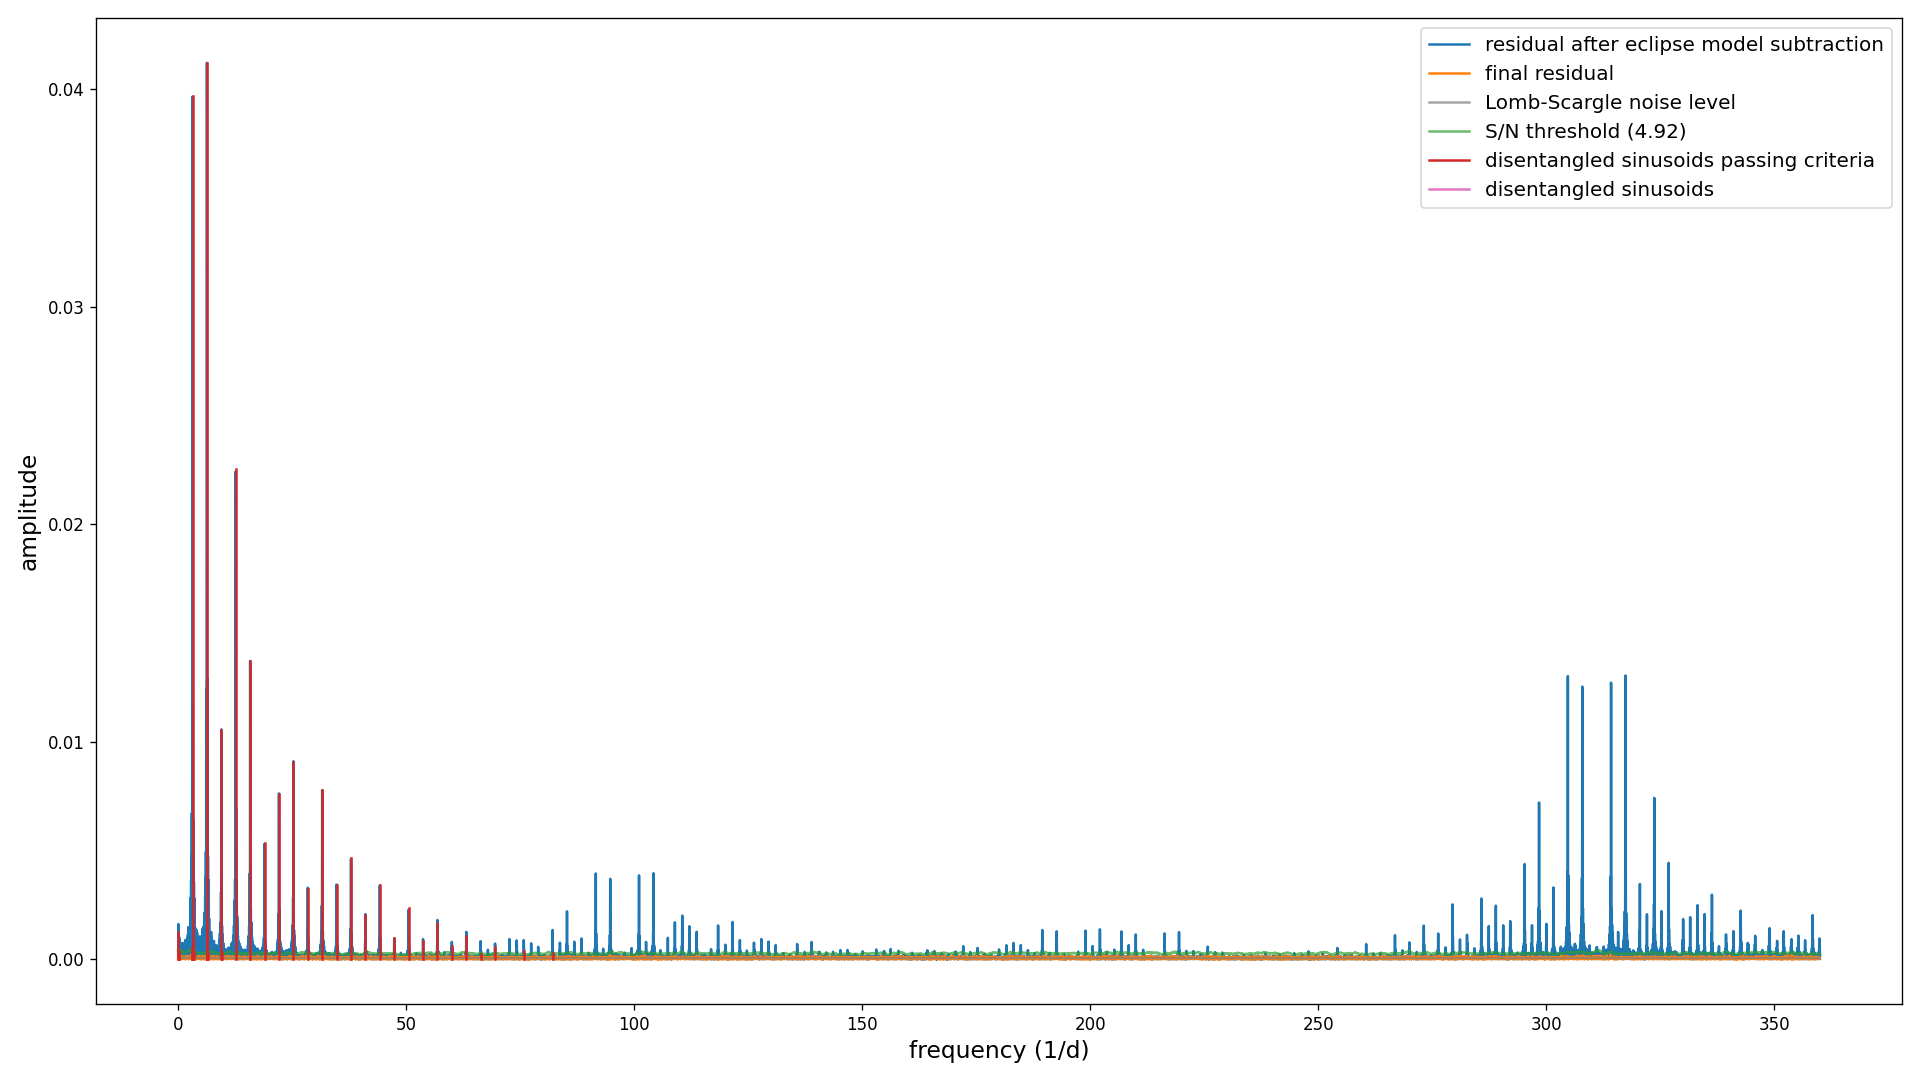 residual after eclipse model subtraction
final residual
Lomb-Scargle noise level
S/N threshold (4.92)
disentangled sinusoids passing criteria
disentangled sinusoids
amplitude
0.04
0.03
0.02
0.01
0.00
0 50 100 150 200 250 300 350
frequency (1/d)